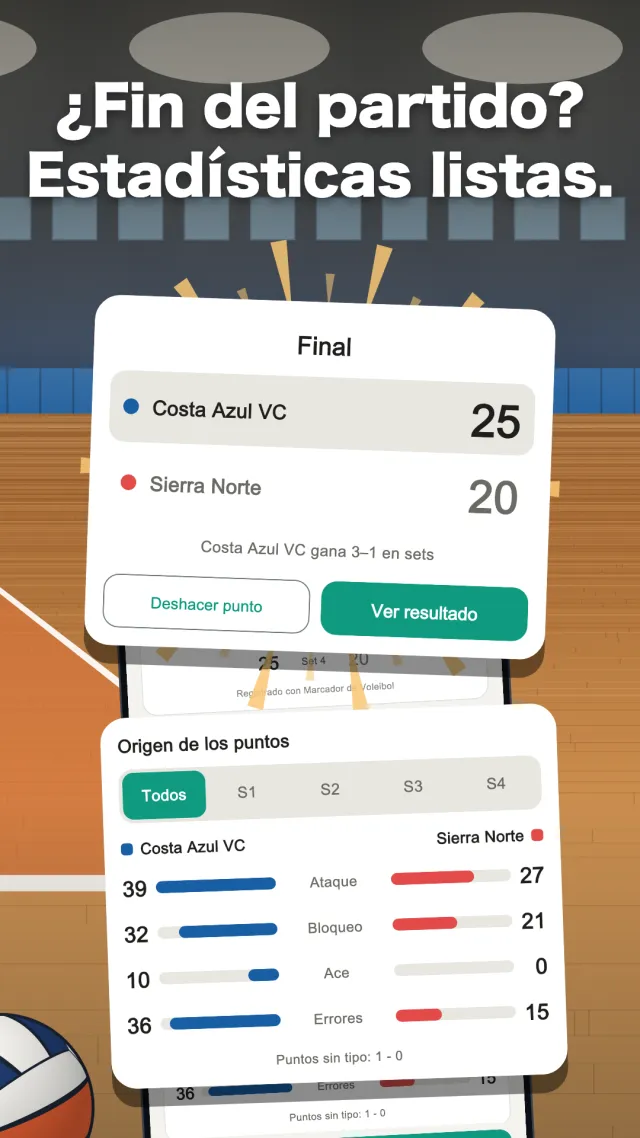 ¿Fin del partido?
Estadísticas listas.
Final
Costa Azul VC 25
Sierra Norte 20
Costa Azul VC gana 3–1 en sets
Deshacer punto Ver resultado
25 Set 4 20
Registrado con Marcador de Voleibol
Origen de los puntos
Todos S1 S2 S3 S4
Costa Azul VC Sierra Norte
39 Ataque 27
32 Bloqueo 21
10 Ace 0
36 Errores 15
Puntos sin tipo: 1 - 0
36 Errores 15
Puntos sin tipo: 1 - 0